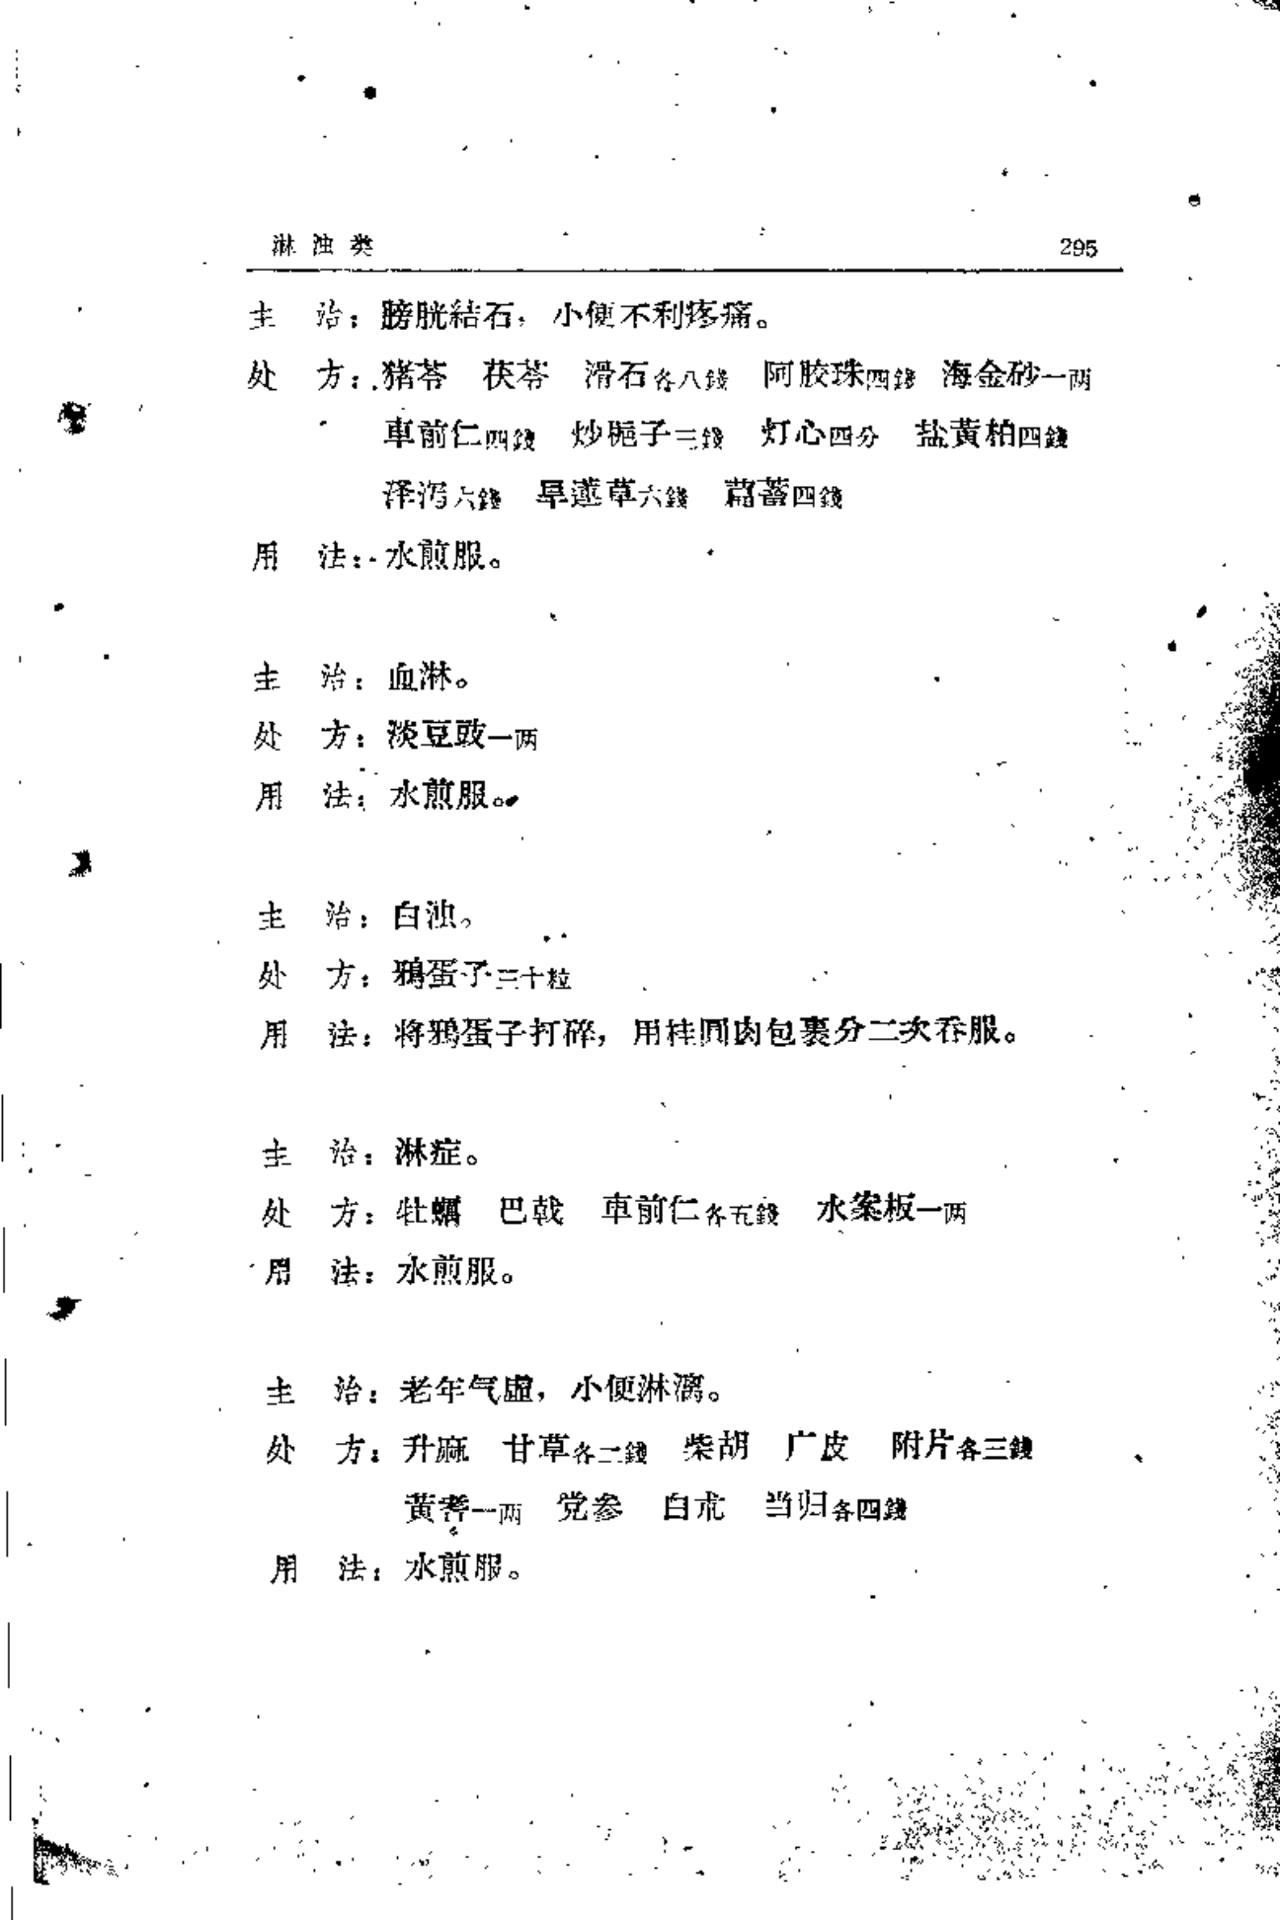 淋浊类 295
主 治：膀胱結石，小便不利疼痛。
处 方：猪苓 茯苓 滑石各八錢 阿胶珠四錢 海金砂一两
車前仁四錢 炒梔子三錢 灯心四分 盐黄柏四錢
泽泻六錢 旱莲草六錢 萹蓄四錢
用 法：水煎服。
主 治：血淋。
处 方：淡豆豉一两
用 法：水煎服。
主 治：白浊。
处 方：鴉蛋子三十粒
用 法：将鴉蛋子打碎，用桂圆肉包裹分二次吞服。
主 治：淋症。
处 方：牡蠣 巴戟 車前仁各五錢 水案板一两
用 法：水煎服。
主 治：老年气虚，小便淋漓。
处 方：升麻 甘草各二錢 柴胡 广皮 附片各三錢
黄耆一两 党参 白朮 当归各四錢
用 法：水煎服。